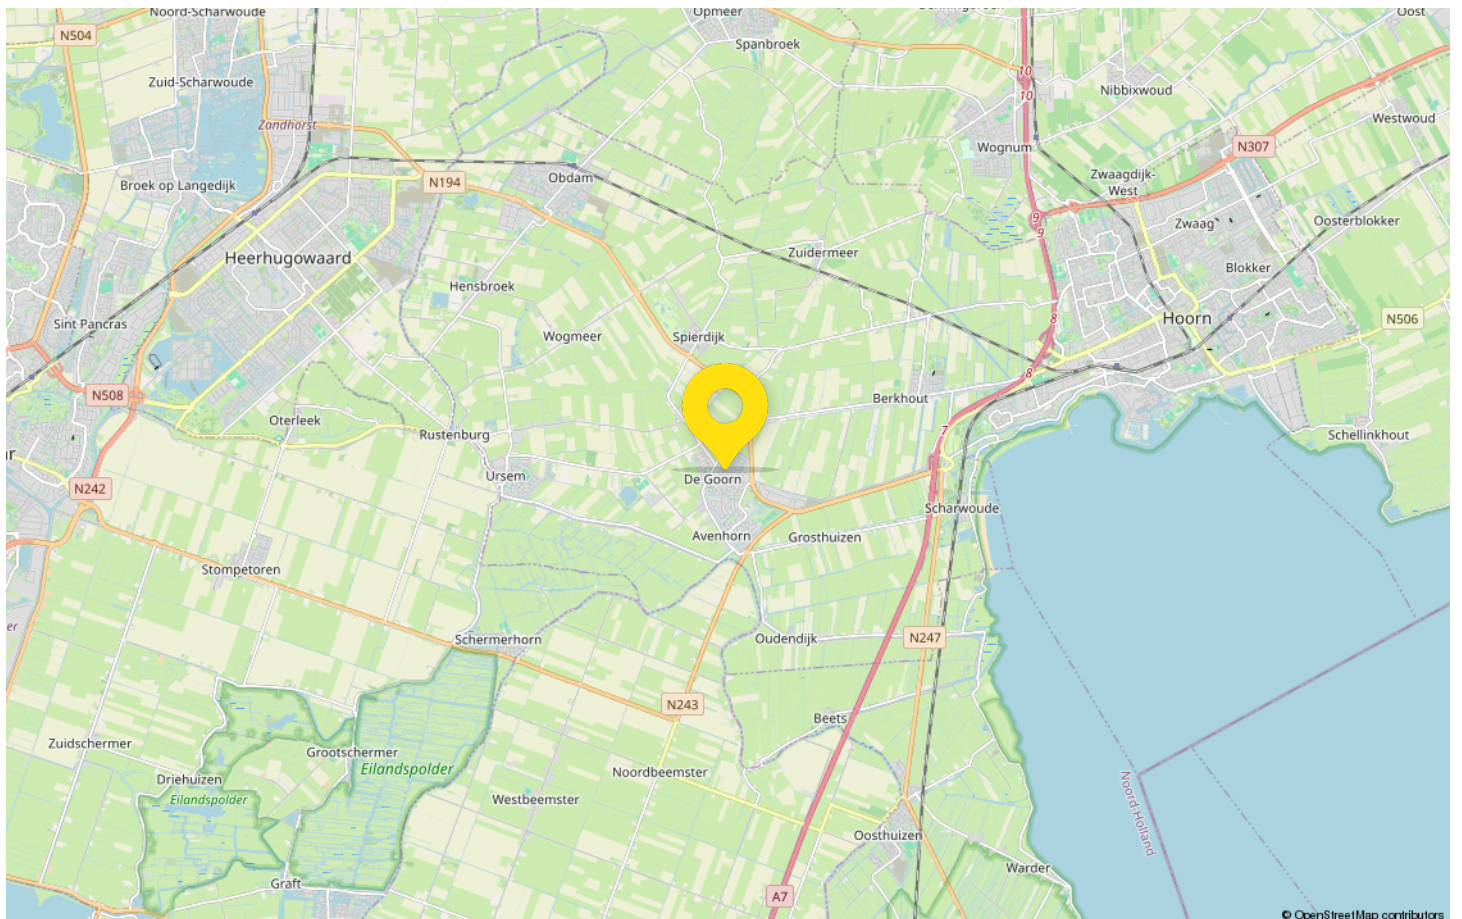 Noord-Scharwoude
Opmeer
Oost
N504
Spanbroek
Zuid-Scharwoude
10
10
Nibbixwoud
Zandhorst
Westwoud
Wognum
N307
Broek op Langedijk
N194
Obdam
Zwaagdijk-
West
9
9
Zwaag
Oosterblokker
Heerhugowaard
Zuidermeer
Blokker
Hensbroek
Sint Pancras
8
Hoorn
N506
Wogmeer
Spierdijk
8
N508
Berkhout
Oterleek
Rustenburg
7
Schellinkhout
Ursem
De Goorn
N242
Scharwoude
Avenhorn
Grosthuizen
Stompetoren
Schermerhorn
Oudendijk
N247
N243
Beets
Zuidschermer
Grootschermer
Eilandspolder
Noordbeemster
Driehuizen
Eilandspolder
Westbeemster
Noord-Holland
Oosthuizen
Warder
Graft
A7
© OpenStreetMap contributors